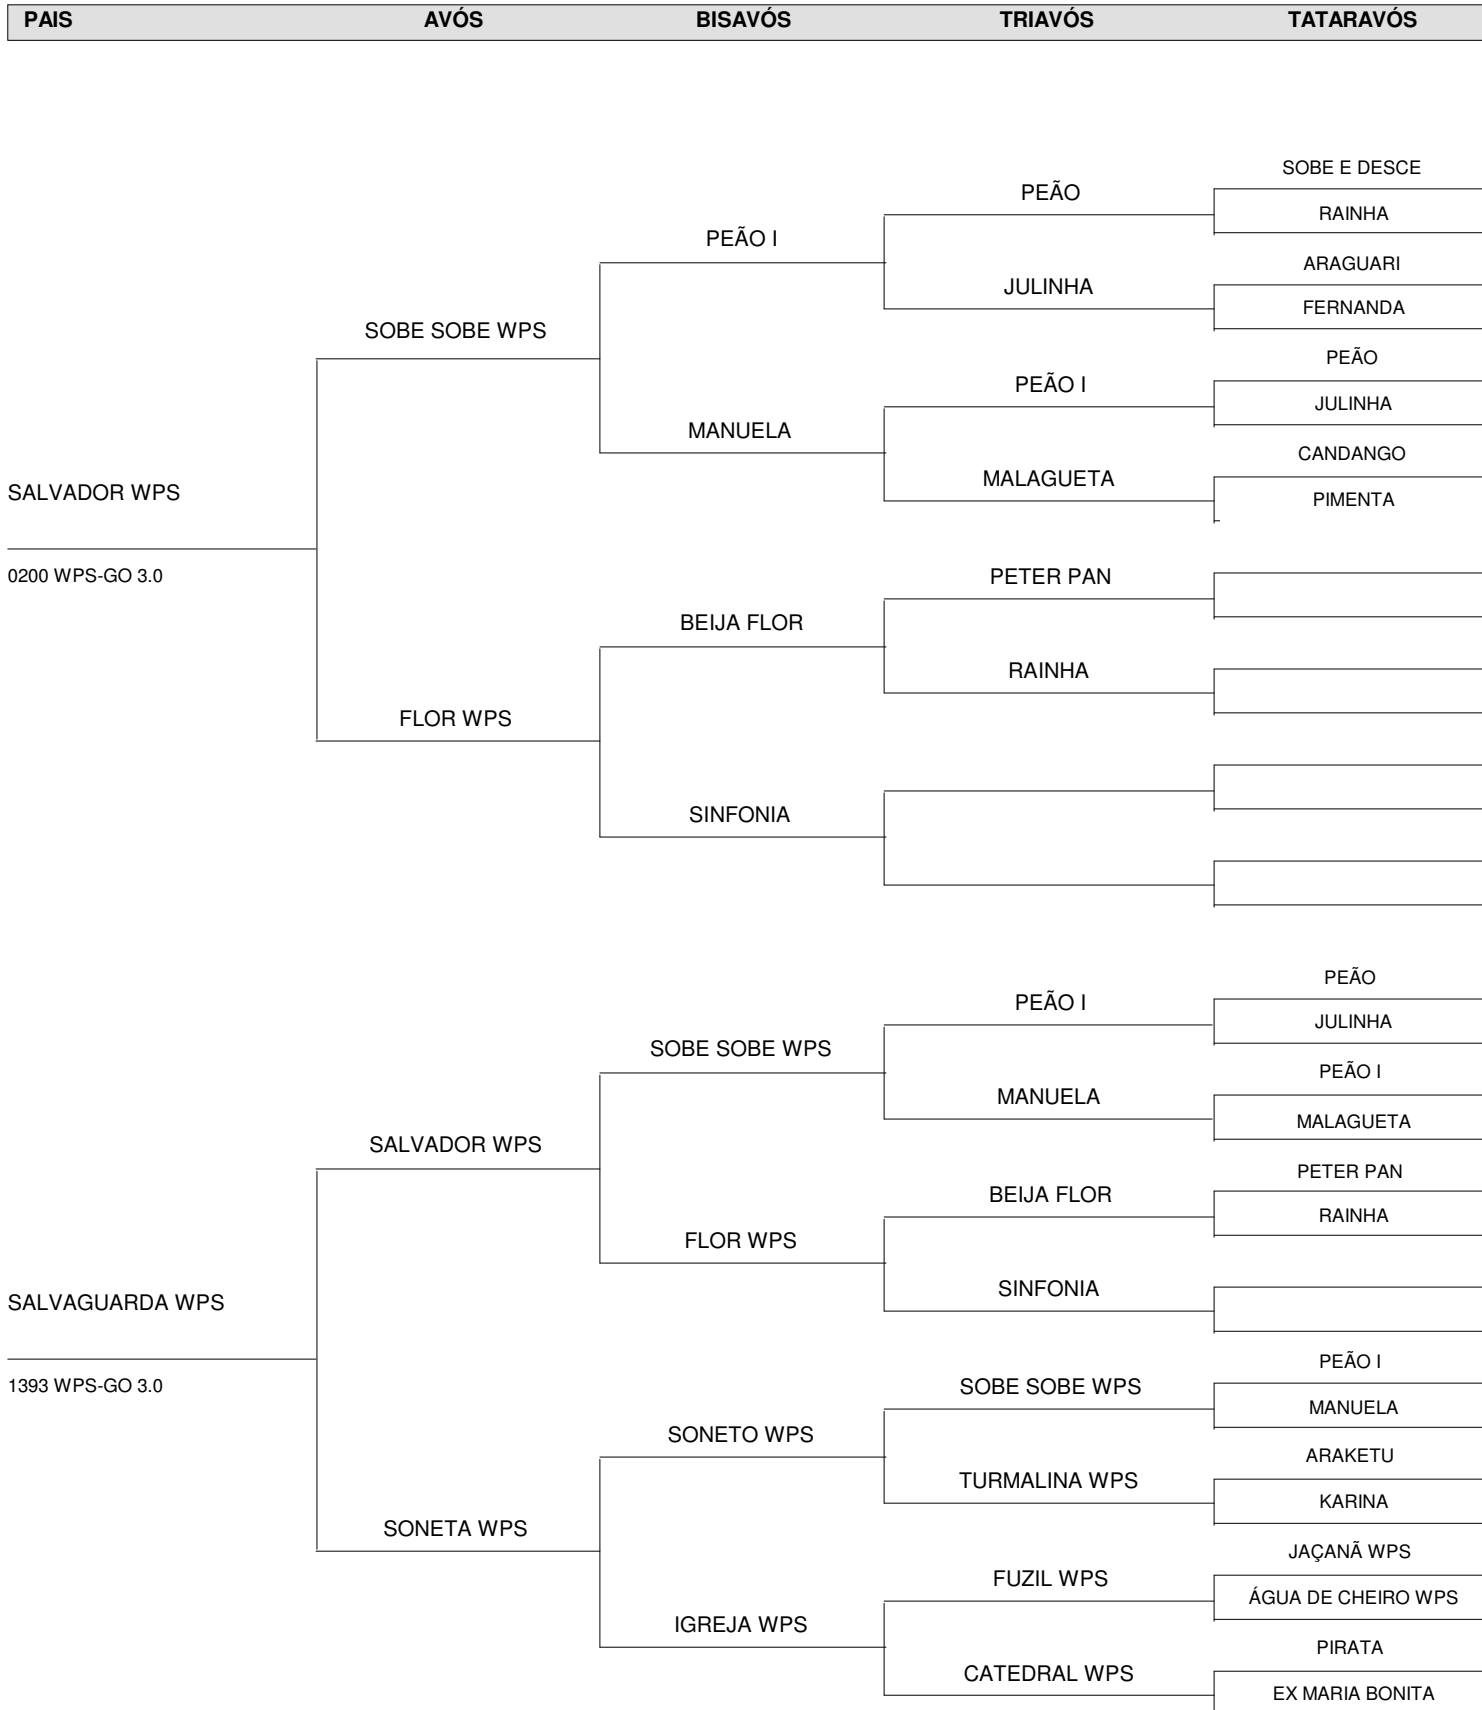 PAIS AVÓS BISAVÓS TRIAVÓS TATARAVÓS
SOBE E DESCE
PEÃO
RAINHA
PEÃO I
ARAGUARI
JULINHA
FERNANDA
SOBE SOBE WPS
PEÃO
PEÃO I
JULINHA
MANUELA
CANDANGO
MALAGUETA
SALVADOR WPS
PIMENTA
0200 WPS-GO 3.0
PETER PAN
BEIJA FLOR
RAINHA
FLOR WPS
SINFONIA
PEÃO
PEÃO I
JULINHA
SOBE SOBE WPS
PEÃO I
MANUELA
MALAGUETA
SALVADOR WPS
PETER PAN
BEIJA FLOR
RAINHA
FLOR WPS
SINFONIA
SALVAGUARDA WPS
PEÃO I
1393 WPS-GO 3.0
SOBE SOBE WPS
MANUELA
SONETO WPS
ARAKETU
TURMALINA WPS
KARINA
SONETA WPS
JAÇANÃ WPS
FUZIL WPS
ÁGUA DE CHEIRO WPS
IGREJA WPS
PIRATA
CATEDRAL WPS
EX MARIA BONITA